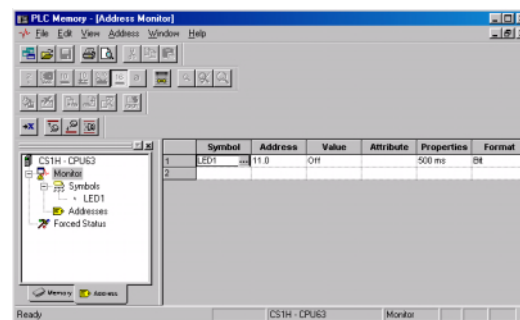 PLC Memory - [Address Monitor]
File Edit View Address Window Help
Symbol Address Value Attribute Properties Format
1 LED1 11.0 Off 500 ms Bit
2
CS1H - CPU63
Monitor
Symbols
LED1
Addresses
Forced Status
Memory Address
Ready CS1H - CPU63 Monitor